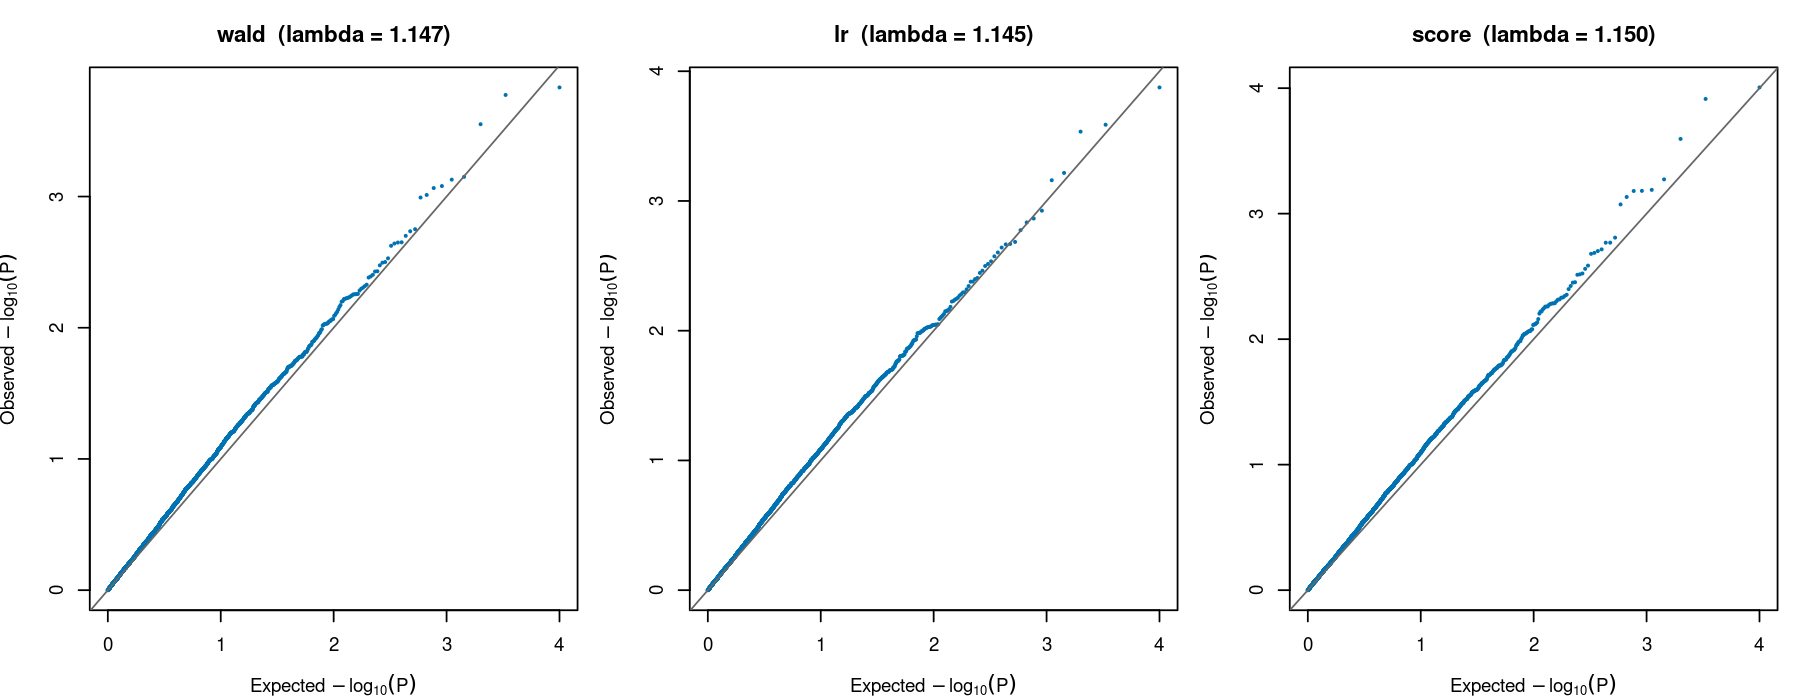 wald (lambda = 1.147)
Observed −log10(P)
0
1
2
3
0 1 2 3 4
Expected −log10(P)
lr (lambda = 1.145)
Observed −log10(P)
0
1
2
3
4
0 1 2 3 4
Expected −log10(P)
score (lambda = 1.150)
Observed −log10(P)
0
1
2
3
4
0 1 2 3 4
Expected −log10(P)